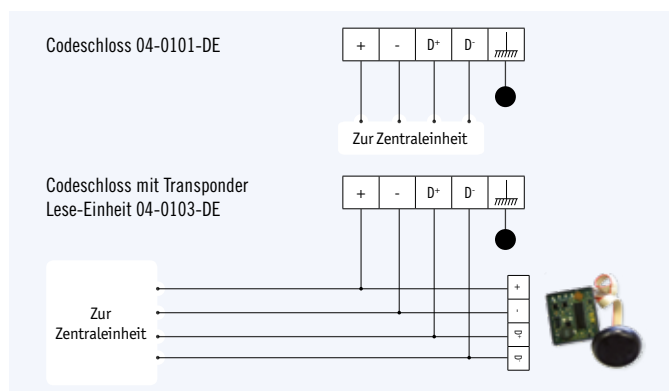 Codeschloss 04-0101-DE
+ - D+ D-
Zur Zentraleinheit
Codeschloss mit Transponder
Lese-Einheit 04-0103-DE
+ - D+ D-
Zur
Zentraleinheit
+
-
D+
D-